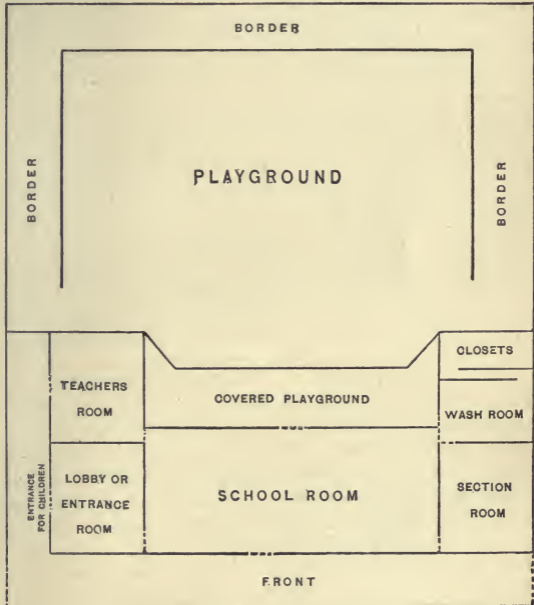 BORDER
BORDER
PLAYGROUND
BORDER
CLOSETS
TEACHERS
ROOM
COVERED PLAYGROUND
WASH ROOM
ENTRANCE
FOR CHILDREN
LOBBY OR
ENTRANCE
ROOM
SCHOOL ROOM
SECTION
ROOM
FRONT